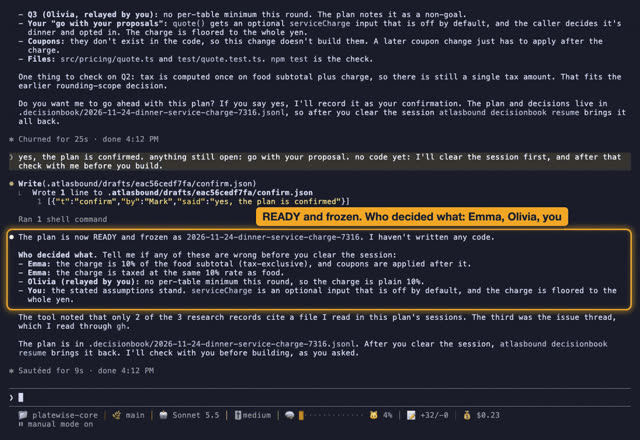 - Q3 (Olivia, relayed by you): no per-table minimum this round. The plan notes it as a non-goal.
- Your "go with your proposals": quote() gets an optional serviceCharge input that is off by default, and the caller decides it's
dinner and opted in. The charge is floored to the whole yen.
- Coupons: they don't exist in the code, so this change doesn't build them. A later coupon change just has to apply after the
charge.
- Files: src/pricing/quote.ts and test/quote.test.ts. npm test is the check.
One thing to check on Q2: tax is computed once on food subtotal plus charge, so there is still a single tax amount. That fits the
earlier rounding-scope decision.
Do you want me to go ahead with this plan? If you say yes, I'll record it as your confirmation. The plan and decisions live in
.decisionbook/2026-11-24-dinner-service-charge-7316.jsonl, so after you clear the session atlasbound decisionbook resume brings it
all back.
✻ Churned for 25s · done 4:12 PM
❯ yes, the plan is confirmed. anything still open: go with your proposal. no code yet: I'll clear the session first, and after that
check with me before you build.
● Write(.atlasbound/drafts/eac56cedf7fa/confirm.json)
└ Wrote 1 line to .atlasbound/drafts/eac56cedf7fa/confirm.json
1 [{"t":"confirm","by":"Mark","said":"yes, the plan is confirmed"}]
Ran 1 shell command
READY and frozen. Who decided what: Emma, Olivia, you
● The plan is now READY and frozen as 2026-11-24-dinner-service-charge-7316. I haven't written any code.
Who decided what. Tell me if any of these are wrong before you clear the session:
- Emma: the charge is 10% of the food subtotal (tax-exclusive), and coupons are applied after it.
- Emma: the charge is taxed at the same 10% rate as food.
- Olivia (relayed by you): no per-table minimum this round, so the charge is plain 10%.
- You: the stated assumptions stand. serviceCharge is an optional input that is off by default, and the charge is floored to the
whole yen.
The tool noted that only 2 of the 3 research records cite a file I read in this plan's sessions. The third was the issue thread,
which I read through gh.
The plan is in .decisionbook/2026-11-24-dinner-service-charge-7316.jsonl. After you clear the session, atlasbound decisionbook
resume brings it back. I'll check with you before building, as you asked.
✻ Sautéed for 9s · done 4:12 PM
❯
platewise-core | main | Sonnet 5.5 | medium | 4% | +32/-0 | $0.23
⏸ manual mode on